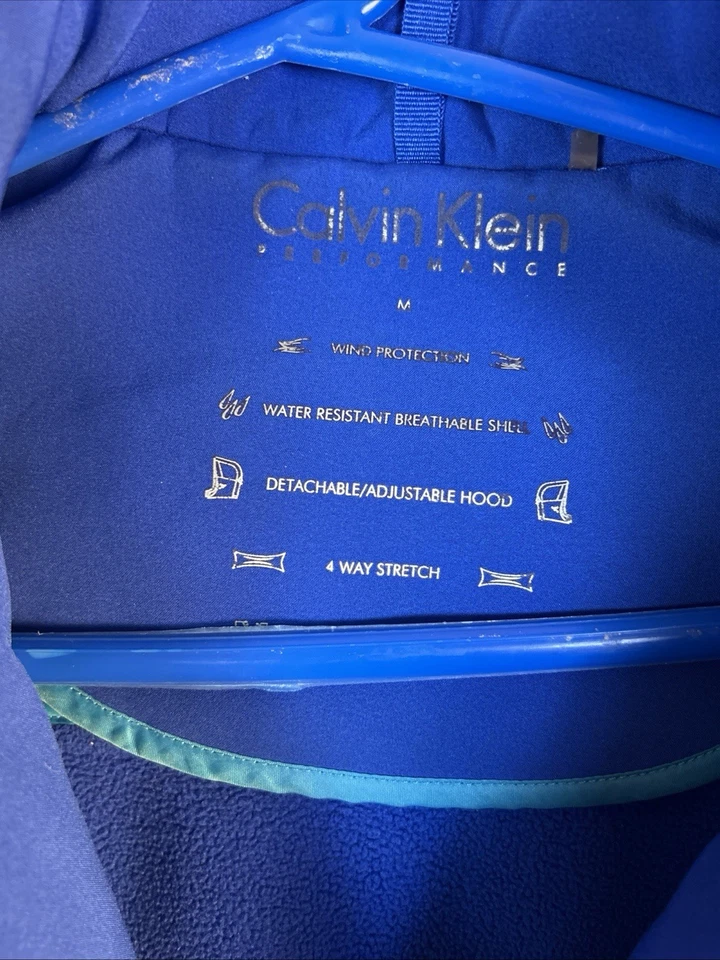 Calvin Klein
PERFORMANCE
M
WIND PROTECTION
WATER RESISTANT BREATHABLE SHELL
DETACHABLE/ADJUSTABLE HOOD
4 WAY STRETCH